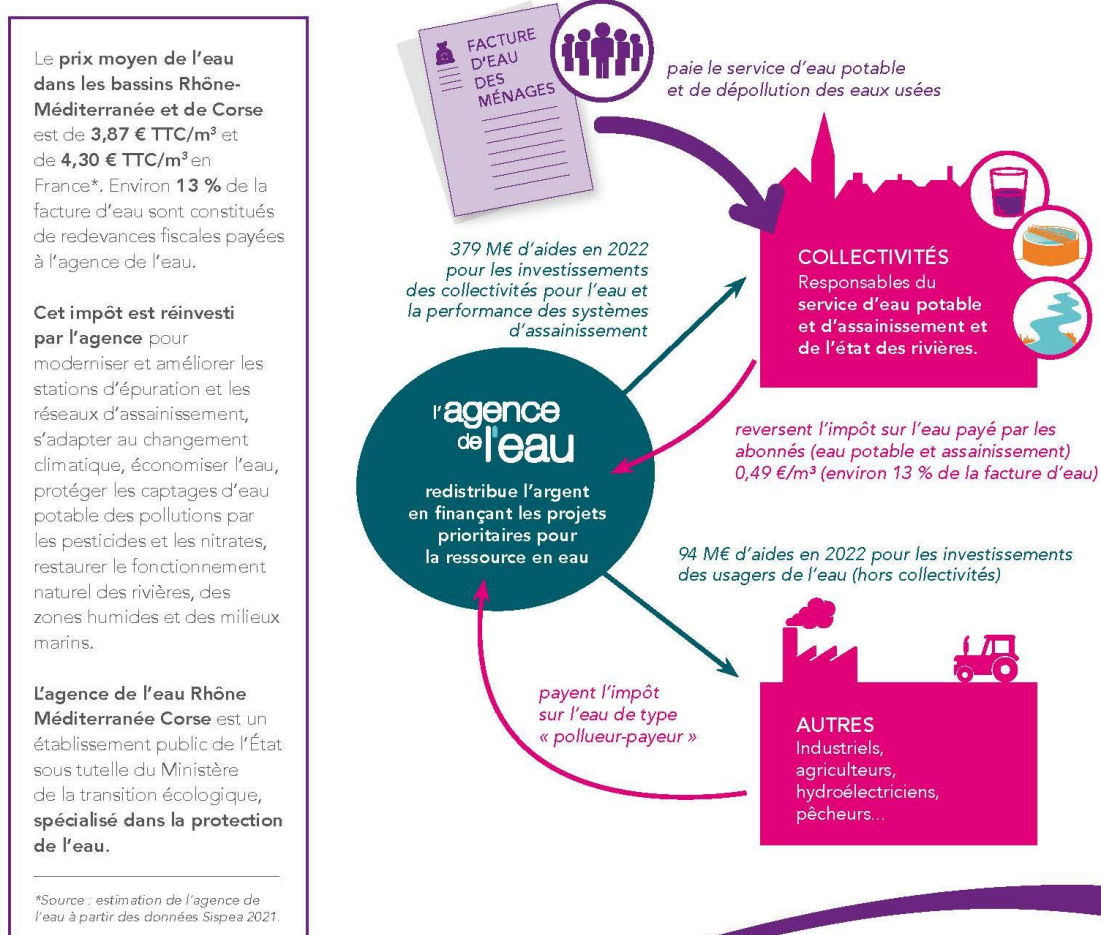 Le prix moyen de l'eau
dans les bassins Rhône-
Méditerranée et de Corse
est de 3,87 € TTC/m³ et
de 4,30 € TTC/m³ en
France*. Environ 13 % de la
facture d'eau sont constitués
de redevances fiscales payées
à l'agence de l'eau.
Cet impôt est réinvesti
par l'agence pour
moderniser et améliorer les
stations d'épuration et les
réseaux d'assainissement,
s'adapter au changement
climatique, économiser l'eau,
protéger les captages d'eau
potable des pollutions par
les pesticides et les nitrates,
restaurer le fonctionnement
naturel des rivières, des
zones humides et des milieux
marins.
L'agence de l'eau Rhône
Méditerranée Corse est un
établissement public de l'État
sous tutelle du Ministère
de la transition écologique,
spécialisé dans la protection
de l'eau.
*Source : estimation de l'agence de
l'eau à partir des données Sispea 2021.
FACTURE
D'EAU
DES
MÉNAGES
paie le service d'eau potable
et de dépollution des eaux usées
379 M€ d'aides en 2022
pour les investissements
des collectivités pour l'eau et
la performance des systèmes
d'assainissement
COLLECTIVITÉS
Responsables du
service d'eau potable
et d'assainissement et
de l'état des rivières.
l'agence
de l'eau
redistribue l'argent
en finançant les projets
prioritaires pour
la ressource en eau
reversent l'impôt sur l'eau payé par les
abonnés (eau potable et assainissement)
0,49 €/m³ (environ 13 % de la facture d'eau)
94 M€ d'aides en 2022 pour les investissements
des usagers de l'eau (hors collectivités)
payent l'impôt
sur l'eau de type
« pollueur-payeur »
AUTRES
Industriels,
agriculteurs,
hydroélectriciens,
pêcheurs...